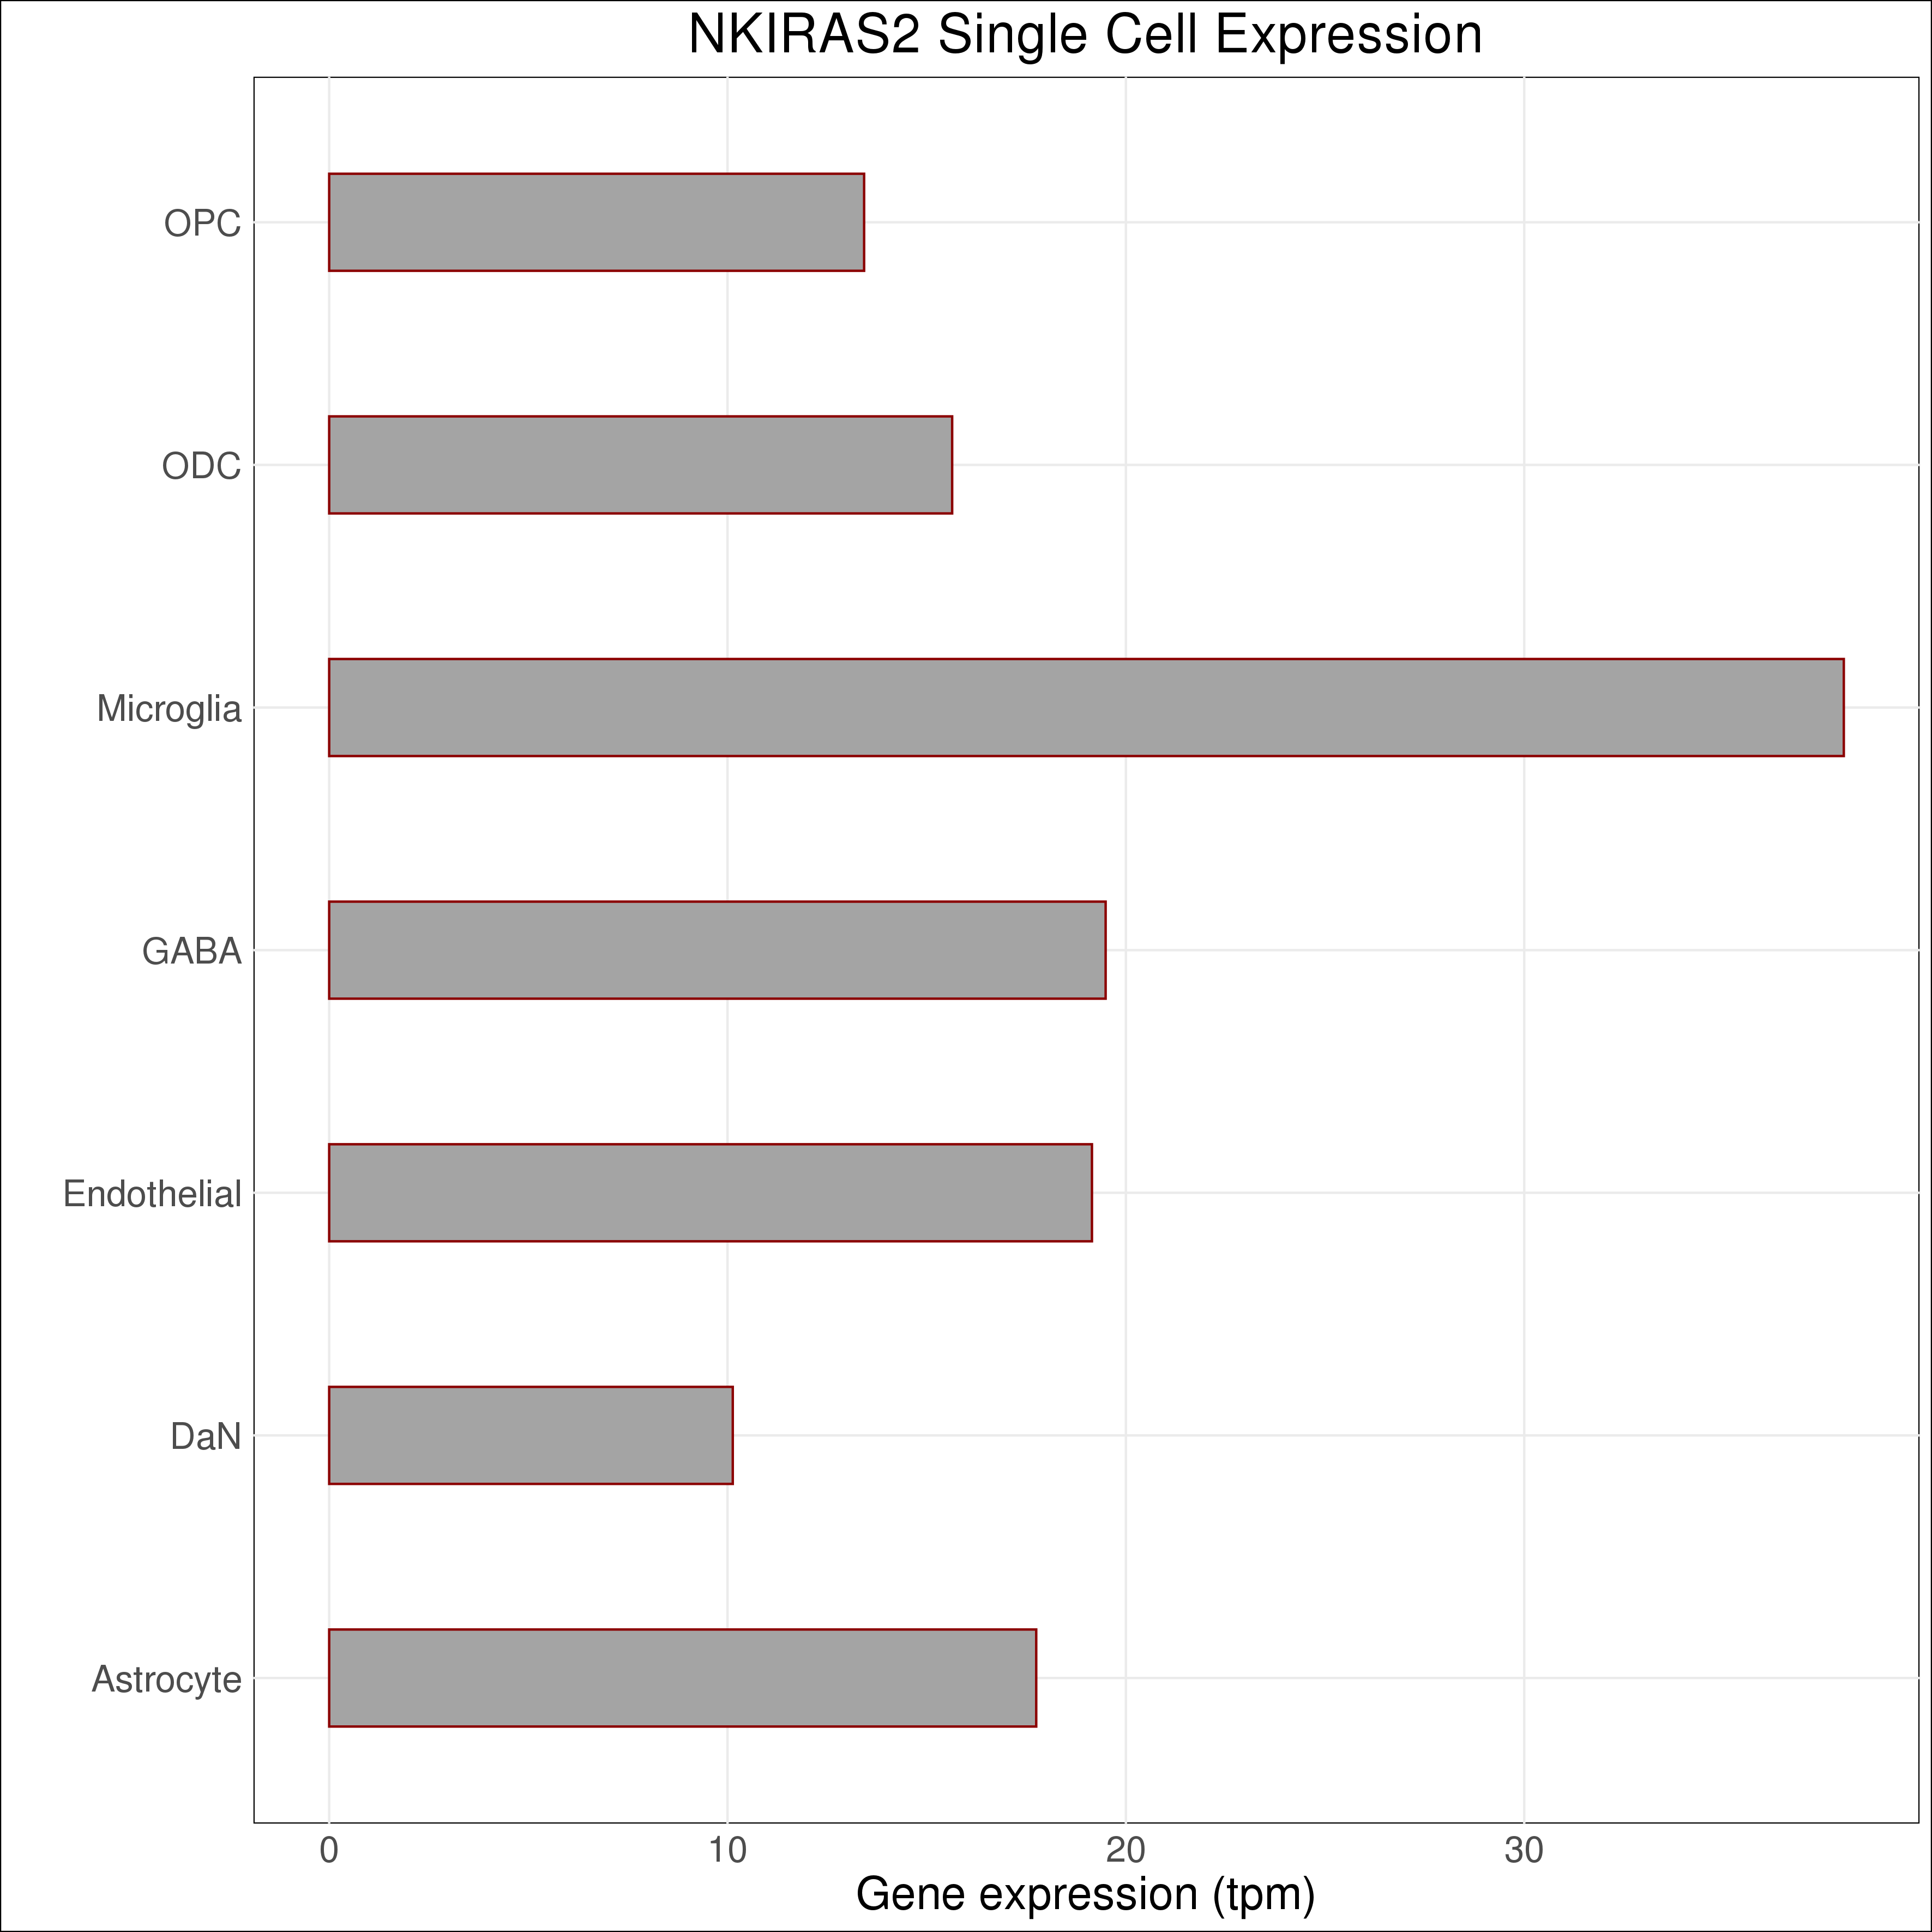 NKIRAS2 Single Cell Expression
OPC
ODC
Microglia
GABA
Endothelial
DaN
Astrocyte
0 10 20 30
Gene expression (tpm)